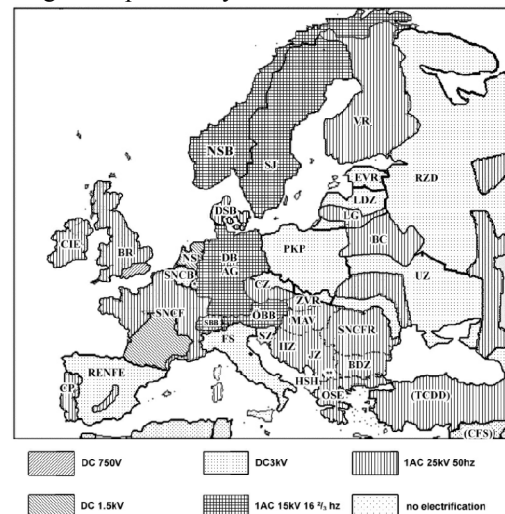 VR
NSB
SJ
EVR
RZD
LDZ
DSB
LG
CIE
BR
BC
NS
DB
AG
PKP
SNCB
CZ
UZ
ZVR
SNCF
ÖBB
MAV
SBB
SZ
SNCFR
FS
HZ
JZ
RENFE
BDZ
CP
HSH
OSE
(TCDD)
(CFS)
DC 750V
DC3kV
1AC 25kV 50hz
DC 1.5kV
1AC 15kV 16 ²/₃ hz
no electrification